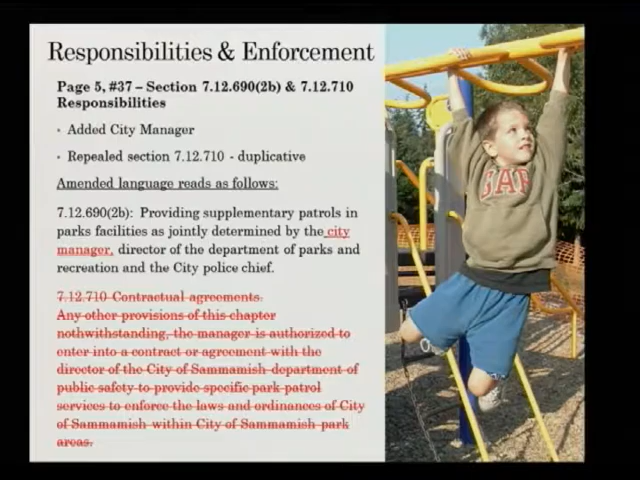 Responsibilities & Enforcement
Page 5, #37 – Section 7.12.690(2b) & 7.12.710
Responsibilities
• Added City Manager
• Repealed section 7.12.710 - duplicative
Amended language reads as follows:
7.12.690(2b): Providing supplementary patrols in
parks facilities as jointly determined by the city
manager, director of the department of parks and
recreation and the City police chief.
7.12.710 Contractual agreements.
Any other provisions of this chapter
nothwithstanding, the manager is authorized to
enter into a contract or agreement with the
director of the City of Sammamish department of
public safety to provide specific park patrol
services to enforce the laws and ordinances of City
of Sammamish within City of Sammamish park
areas.
GAP